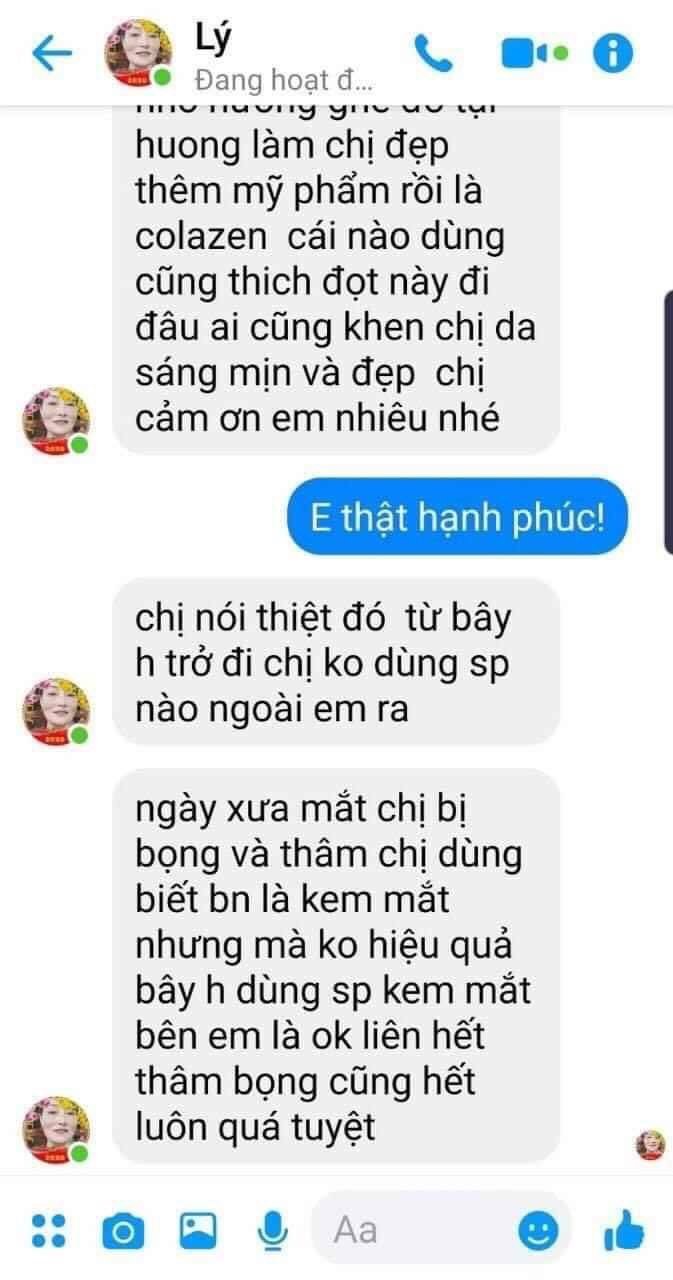 Lý
Đang hoạt đ...
huong làm chị đẹp
thêm mỹ phẩm rồi là
colazen cái nào dùng
cũng thich đọt này đi
đâu ai cũng khen chị da
sáng mịn và đẹp chị
cảm ơn em nhiêu nhé
E thật hạnh phúc!
chị nói thiệt đó từ bây
h trở đi chị ko dùng sp
nào ngoài em ra
ngày xưa mắt chị bị
bọng và thâm chị dùng
biết bn là kem mắt
nhưng mà ko hiệu quả
bây h dùng sp kem mắt
bên em là ok liên hết
thâm bọng cũng hết
luôn quá tuyệt
Aa